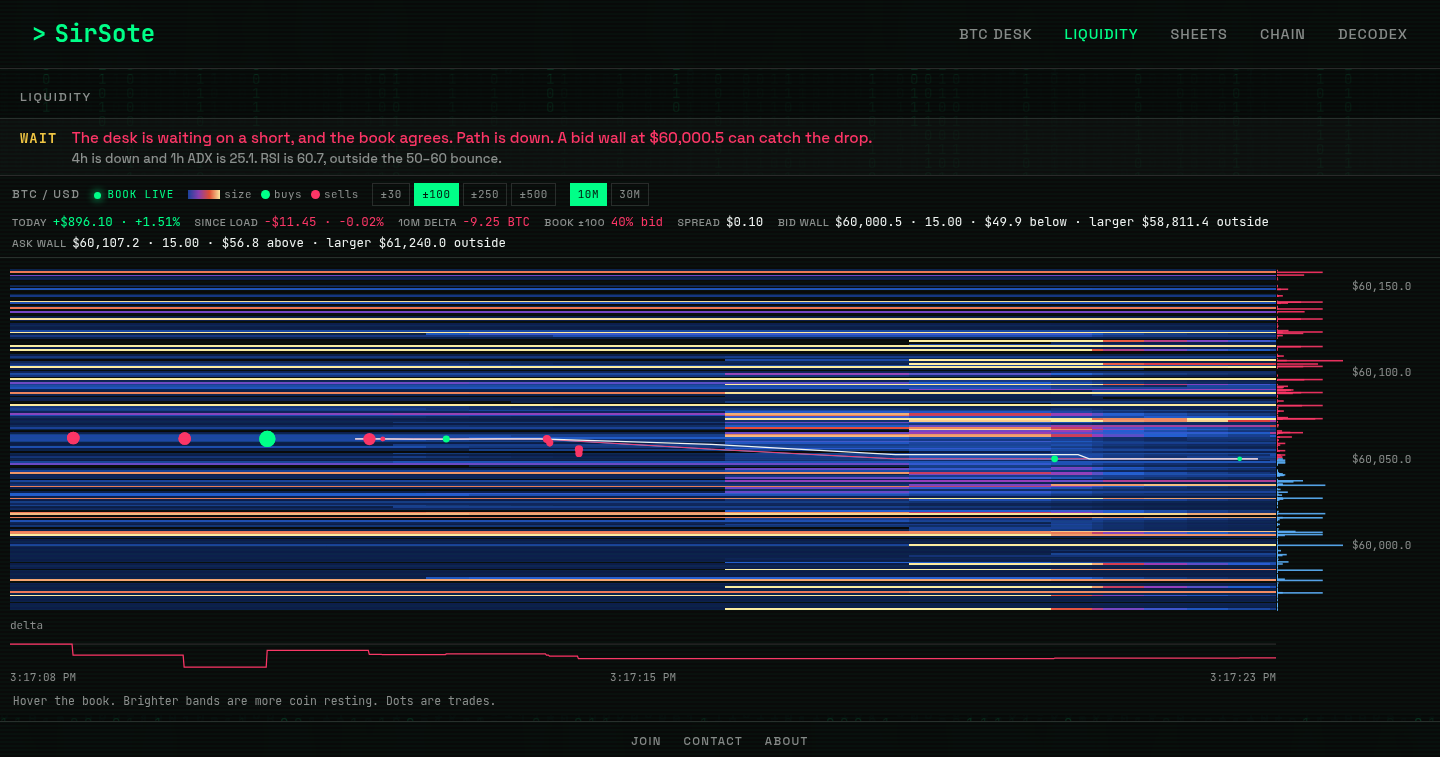 > SirSote
BTC DESK LIQUIDITY SHEETS CHAIN DECODEX
LIQUIDITY
WAIT The desk is waiting on a short, and the book agrees. Path is down. A bid wall at $60,000.5 can catch the drop.
4h is down and 1h ADX is 25.1. RSI is 60.7, outside the 50–60 bounce.
BTC / USD BOOK LIVE size buys sells ±30 ±100 ±250 ±500 10M 30M
TODAY +$896.10 · +1.51% SINCE LOAD -$11.45 · -0.02% 10M DELTA -9.25 BTC BOOK ±100 40% bid SPREAD $0.10 BID WALL $60,000.5 · 15.00 · $49.9 below · larger $58,811.4 outside
ASK WALL $60,107.2 · 15.00 · $56.8 above · larger $61,240.0 outside
$60,150.0
$60,100.0
$60,050.0
$60,000.0
delta
3:17:08 PM 3:17:15 PM 3:17:23 PM
Hover the book. Brighter bands are more coin resting. Dots are trades.
JOIN CONTACT ABOUT